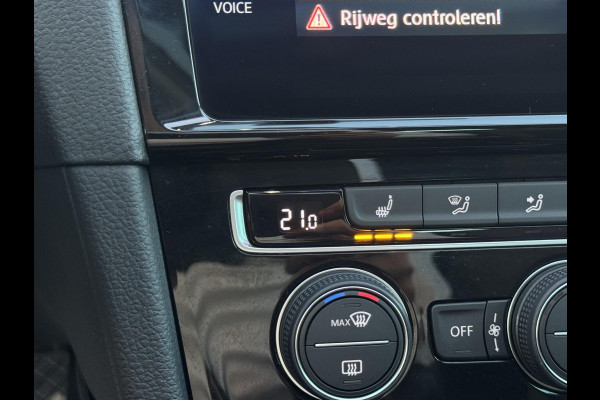 VOICE
Rijweg controleren!
21.0
MAX
OFF